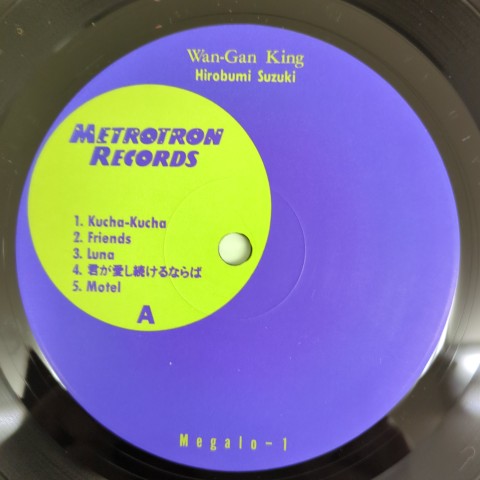 Wan-Gan King
Hirobumi Suzuki
METROTRON
RECORDS
1. Kucha-Kucha
2. Friends
3. Luna
4. 君が愛し続けるならば
5. Motel
A
Megalo-1